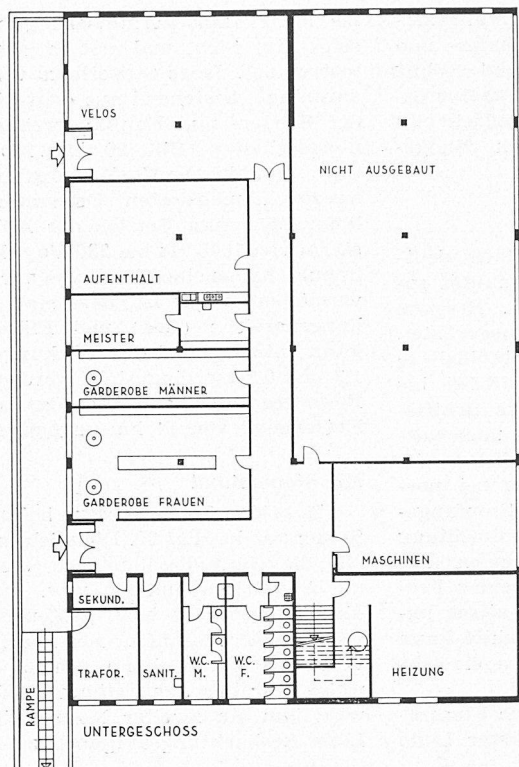 VELOS
NICHT AUSGEBAUT
AUFENTHALT
MEISTER
GARDEROBE MÄNNER
GARDEROBE FRAUEN
MASCHINEN
SEKUND.
TRAFOR.
SANIT.
W.C.
M.
W.C.
F.
HEIZUNG
RAMPE
UNTERGESCHOSS